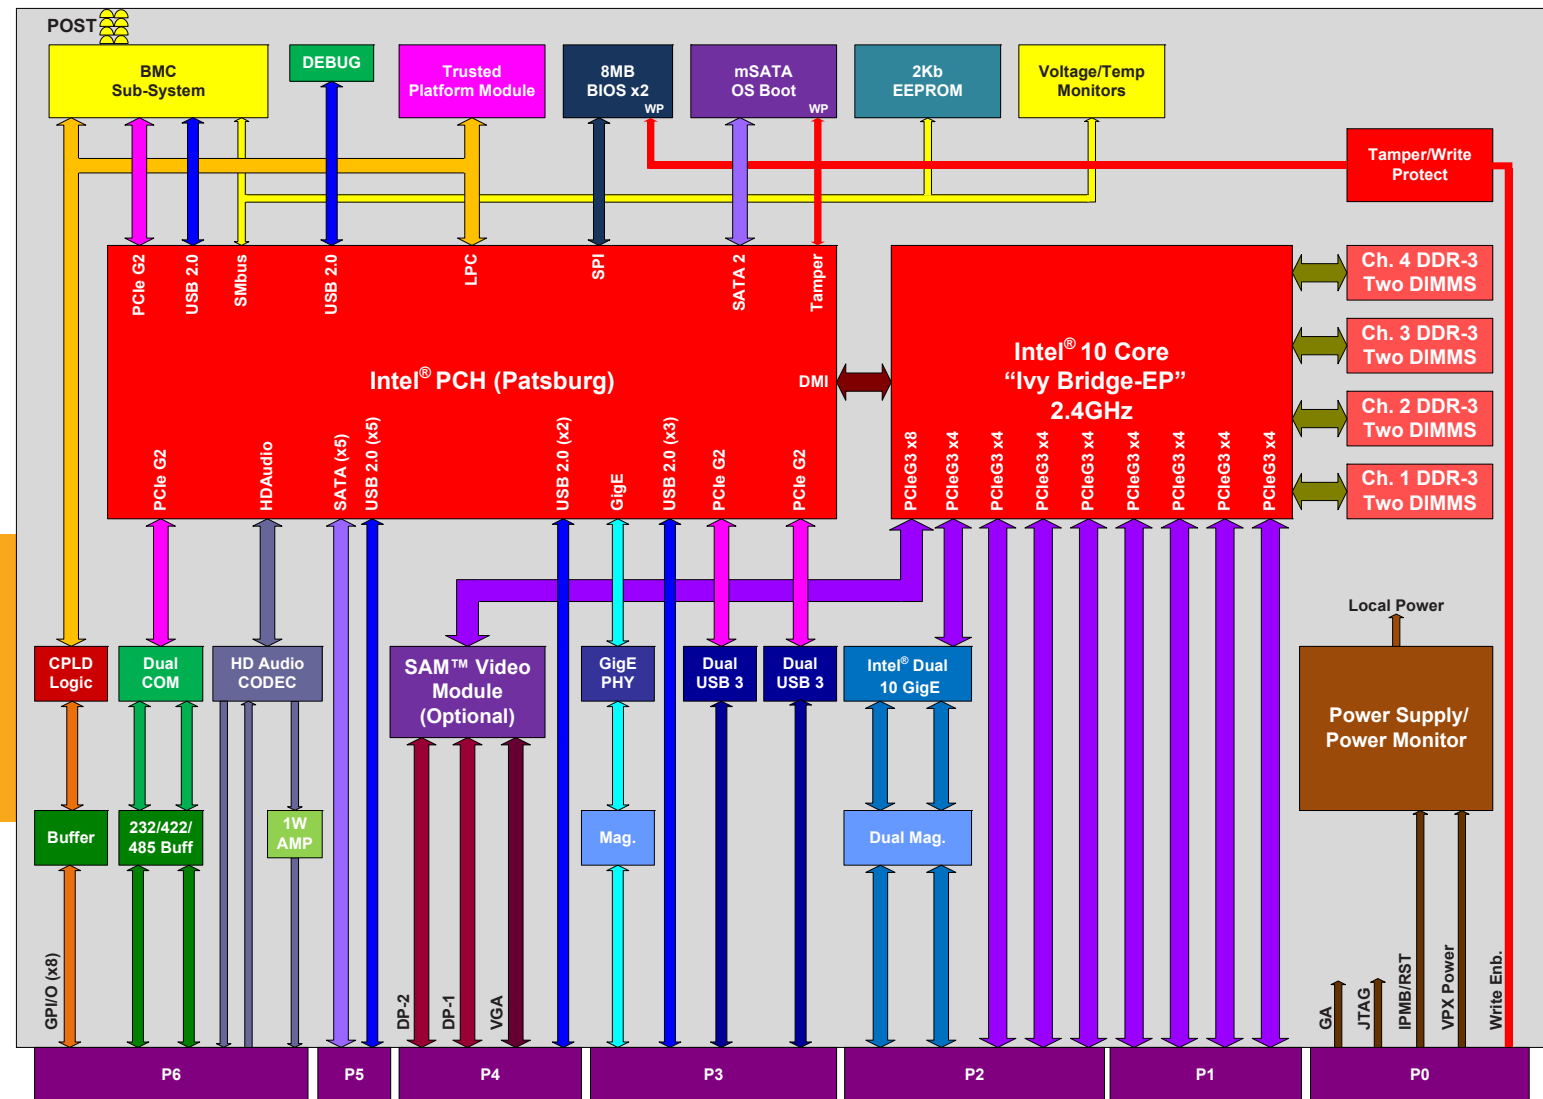 POST
BMC
Sub-System
DEBUG
Trusted
Platform Module
8MB
BIOS x2
WP
mSATA
OS Boot
WP
2Kb
EEPROM
Voltage/Temp
Monitors
Tamper/Write
Protect
PCIe G2
USB 2.0
SMbus
USB 2.0
LPC
SPI
SATA 2
Tamper
Intel® PCH (Patsburg)
DMI
Intel® 10 Core
“Ivy Bridge-EP”
2.4GHz
Ch. 4 DDR-3
Two DIMMS
Ch. 3 DDR-3
Two DIMMS
Ch. 2 DDR-3
Two DIMMS
Ch. 1 DDR-3
Two DIMMS
PCIe G2
HDAudio
SATA (x5)
USB 2.0 (x5)
USB 2.0 (x2)
GigE
USB 2.0 (x3)
PCIe G2
PCIe G2
PCIeG3 x8
PCIeG3 x4
PCIeG3 x4
PCIeG3 x4
PCIeG3 x4
PCIeG3 x4
PCIeG3 x4
PCIeG3 x4
PCIeG3 x4
Local Power
CPLD
Logic
Dual
COM
HD Audio
CODEC
SAM™ Video
Module
(Optional)
GigE
PHY
Dual
USB 3
Dual
USB 3
Intel® Dual
10 GigE
Power Supply/
Power Monitor
Buffer
232/422/
485 Buff
1W
AMP
Mag.
Dual Mag.
GPI/O (x8)
DP-2
DP-1
VGA
GA
JTAG
IPMB/RST
VPX Power
Write Enb.
P6
P5
P4
P3
P2
P1
P0